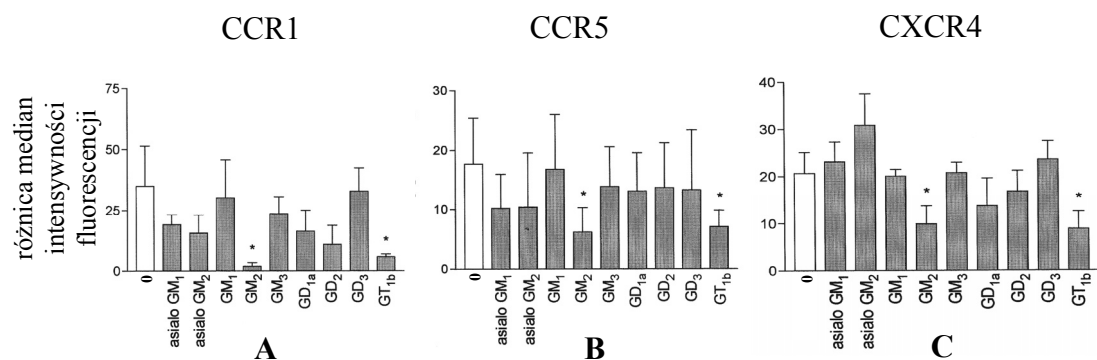 CCR1
CCR5
CXCR4
różnica median
intensywności
fluorescencji
75
50
25
0
*
*
0
asialo GM1
asialo GM2
GM1
GM2
GM3
GD1a
GD2
GD3
GT1b
A
30
20
10
0
*
*
0
asialo GM1
asialo GM2
GM1
GM2
GM3
GD1a
GD2
GD3
GT1b
B
40
30
20
10
0
*
*
0
asialo GM1
asialo GM2
GM1
GM2
GM3
GD1a
GD2
GD3
GT1b
C